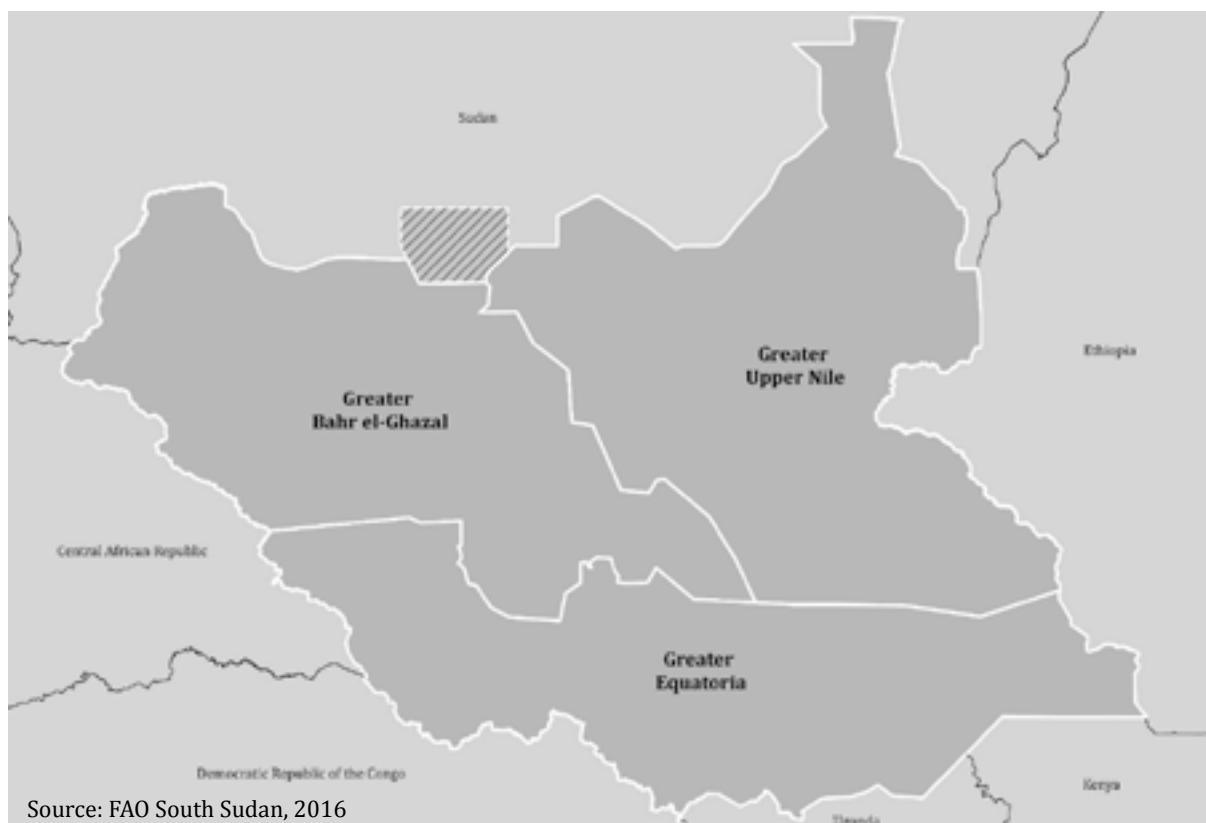 Sudan
Greater
Upper Nile
Ethiopia
Greater
Bahr el-Ghazal
Central African Republic
Greater
Equatoria
Democratic Republic of the Congo
Kenya
Source: FAO South Sudan, 2016
Uganda